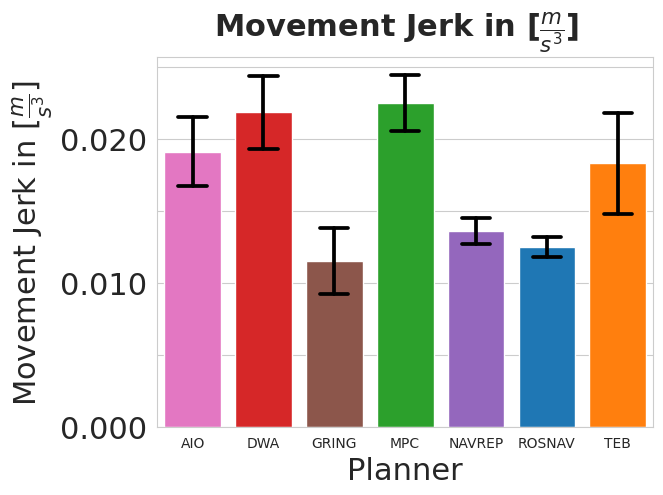 Movement Jerk in [m/s³]
Movement Jerk in [m/s³]
0.020
0.010
0.000
AIO DWA GRING MPC NAVREP ROSNAV TEB
Planner